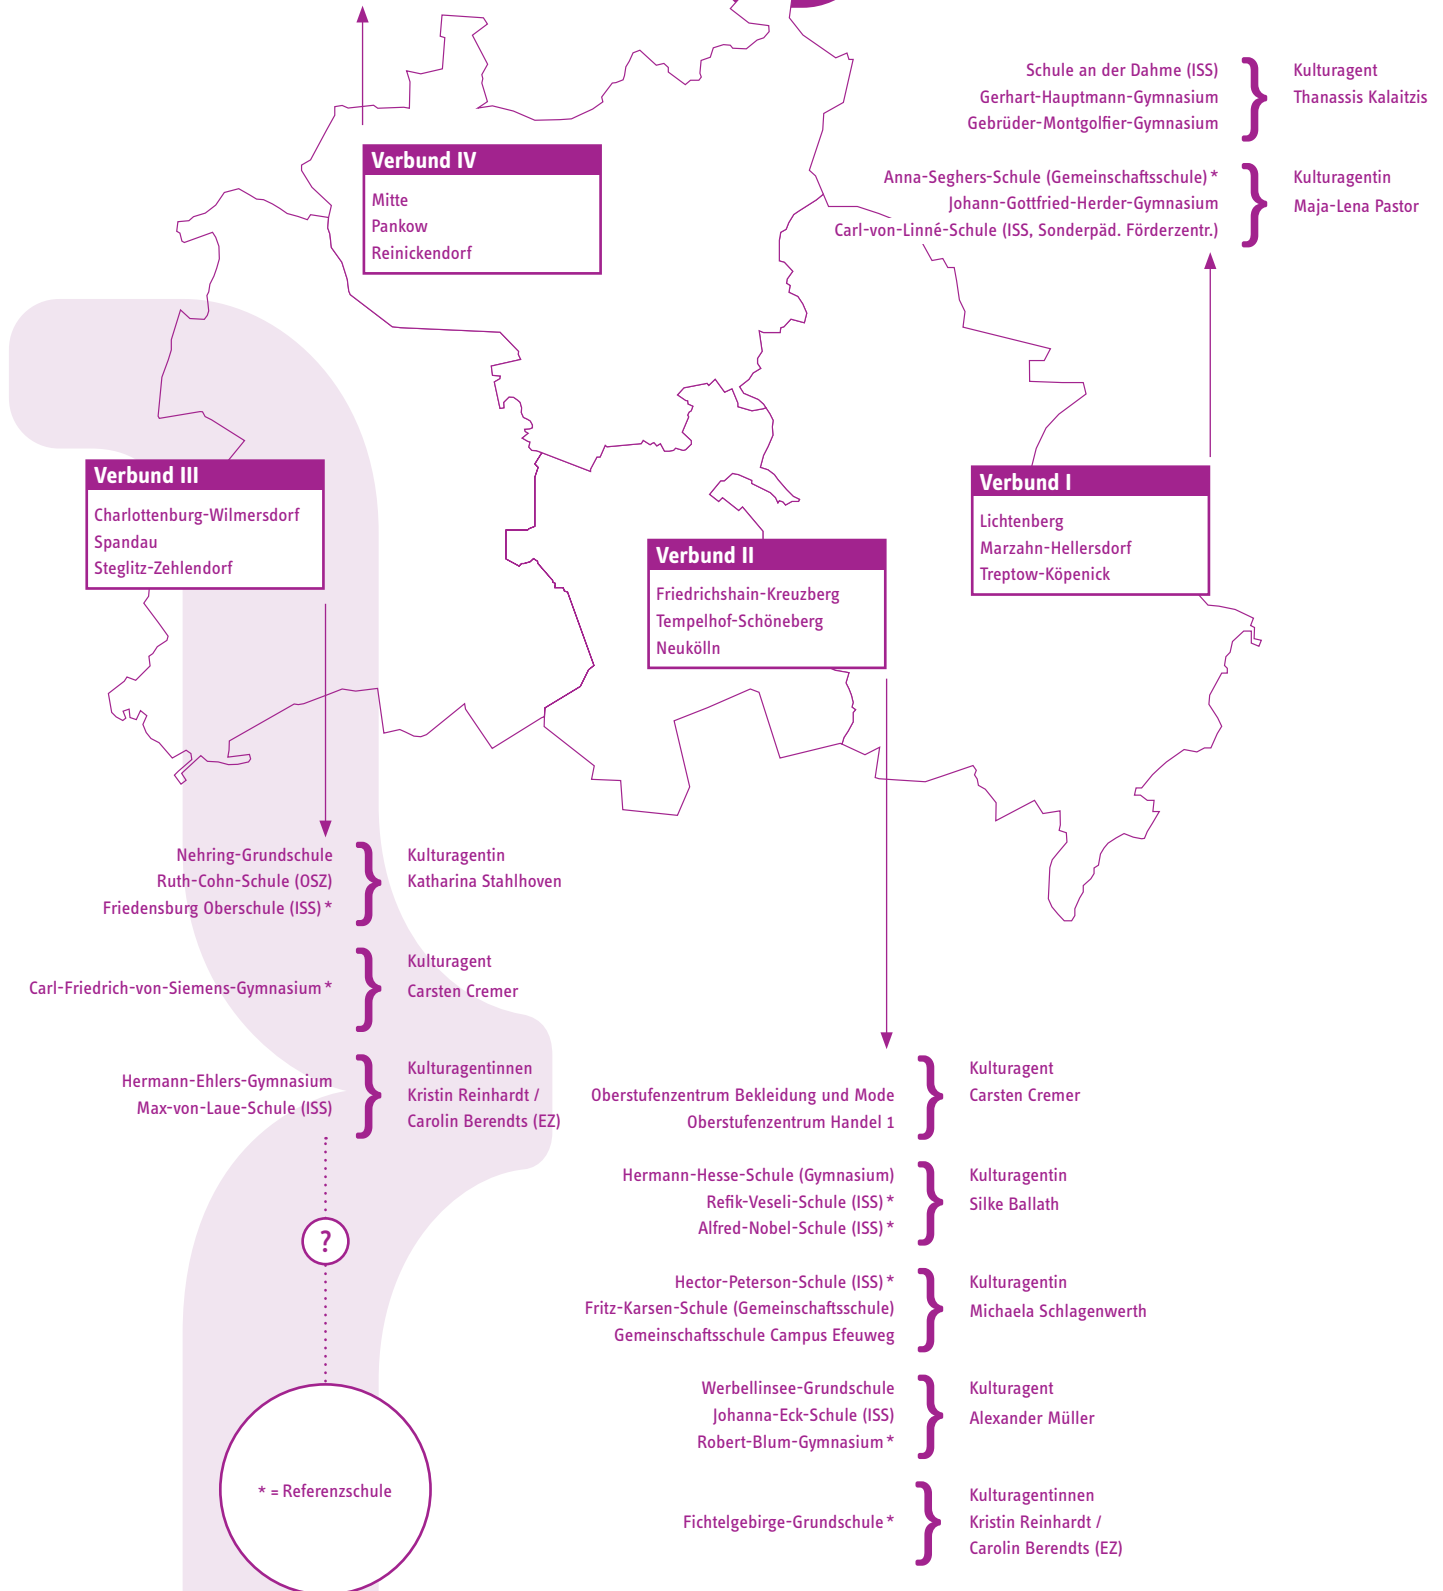 Schule an der Dahme (ISS)
Gerhart-Hauptmann-Gymnasium
Gebrüder-Montgolfier-Gymnasium
Kulturagent
Thanassis Kalaitzis
Anna-Seghers-Schule (Gemeinschaftsschule) *
Johann-Gottfried-Herder-Gymnasium
Carl-von-Linné-Schule (ISS, Sonderpäd. Förderzentr.)
Kulturagentin
Maja-Lena Pastor
Verbund IV
Mitte
Pankow
Reinickendorf
Verbund III
Charlottenburg-Wilmersdorf
Spandau
Steglitz-Zehlendorf
Verbund I
Lichtenberg
Marzahn-Hellersdorf
Treptow-Köpenick
Verbund II
Friedrichshain-Kreuzberg
Tempelhof-Schöneberg
Neukölln
Nehring-Grundschule
Ruth-Cohn-Schule (OSZ)
Friedensburg Oberschule (ISS) *
Kulturagentin
Katharina Stahlhoven
Carl-Friedrich-von-Siemens-Gymnasium *
Kulturagent
Carsten Cremer
Hermann-Ehlers-Gymnasium
Max-von-Laue-Schule (ISS)
Kulturagentinnen
Kristin Reinhardt /
Carolin Berendts (EZ)
?
* = Referenzschule
Oberstufenzentrum Bekleidung und Mode
Oberstufenzentrum Handel 1
Kulturagent
Carsten Cremer
Hermann-Hesse-Schule (Gymnasium)
Refik-Veseli-Schule (ISS) *
Alfred-Nobel-Schule (ISS) *
Kulturagentin
Silke Ballath
Hector-Peterson-Schule (ISS) *
Fritz-Karsen-Schule (Gemeinschaftsschule)
Gemeinschaftsschule Campus Efeuweg
Kulturagentin
Michaela Schlagenwerth
Werbellinsee-Grundschule
Johanna-Eck-Schule (ISS)
Robert-Blum-Gymnasium *
Kulturagent
Alexander Müller
Fichtelgebirge-Grundschule *
Kulturagentinnen
Kristin Reinhardt /
Carolin Berendts (EZ)